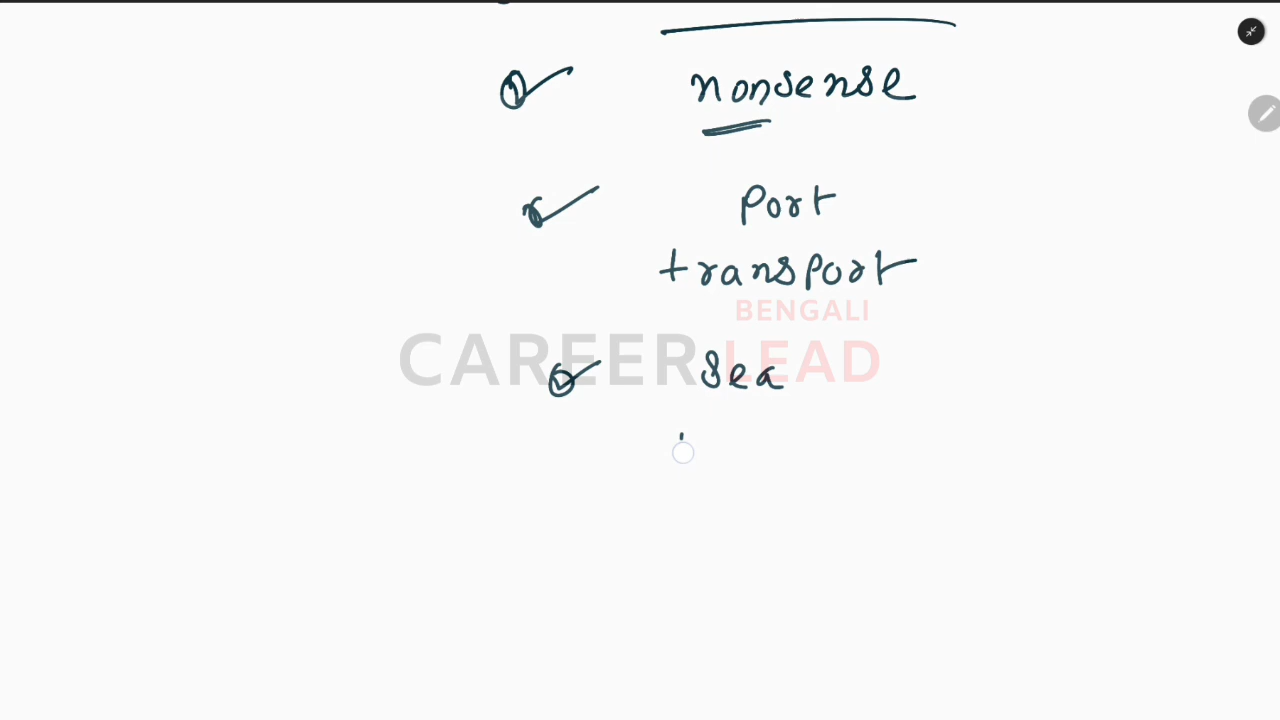 nonsense
Port
transport
BENGALI
CAREER LEAD
Sea